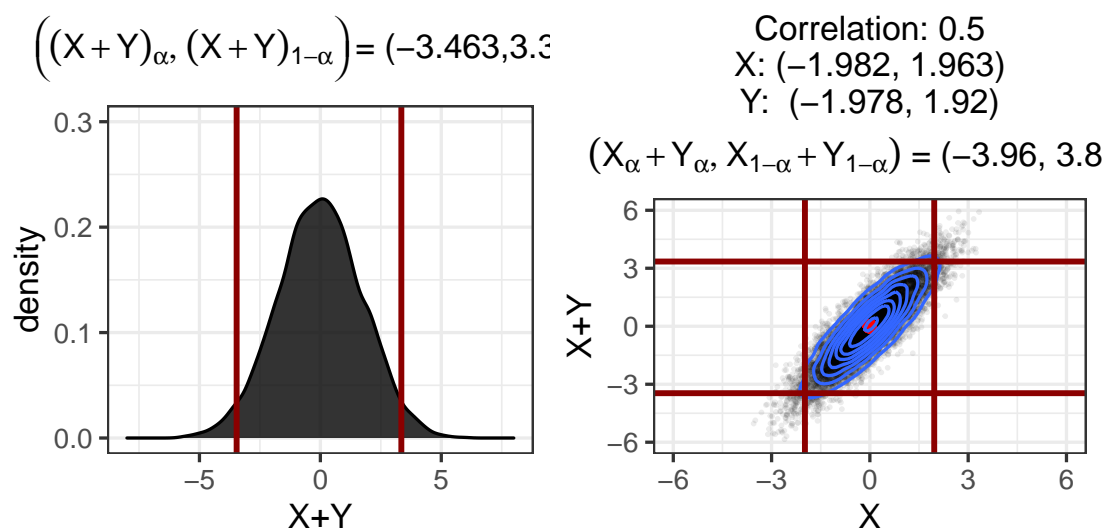 ((X + Y)α, (X + Y)1−α) = (−3.463,3.3
0.3
0.2
0.1
0.0
density
−5 0 5
X+Y
Correlation: 0.5
X: (−1.982, 1.963)
Y: (−1.978, 1.92)
(Xα + Yα, X1−α + Y1−α) = (−3.96, 3.8
6
3
0
−3
−6
X+Y
−6 −3 0 3 6
X